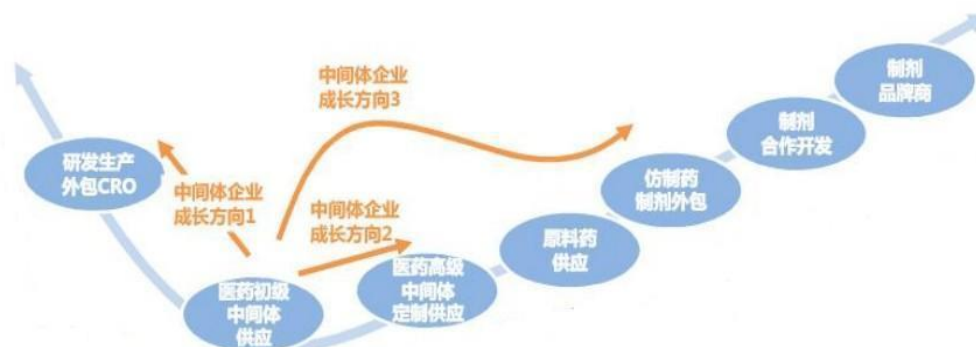 中间体企业
成长方向3
制剂
品牌商
制剂
合作开发
研发生产
外包CRO
中间体企业
成长方向1
中间体企业
成长方向2
仿制药
制剂外包
原料药
供应
医药初级
中间体
供应
医药高级
中间体
定制供应